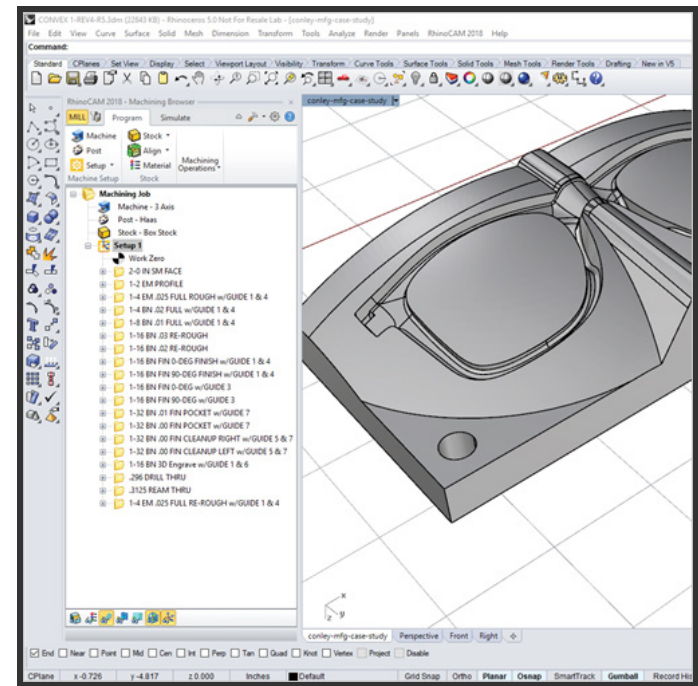 CONVEX 1-REV4-R5.3dm (22843 KB) - Rhinoceros 5.0 Not For Resale Lab - [conley-mfg-case-study]
File Edit View Curve Surface Solid Mesh Dimension Transform Tools Analyze Render Panels RhinoCAM 2018 Help
Command:
Standard CPlanes Set View Display Select Viewport Layout Visibility Transform Curve Tools Surface Tools Solid Tools Mesh Tools Render Tools Drafting New in V5
RhinoCAM 2018 - Machining Browser
conley-mfg-case-study
MILL Program Simulate
Machine Stock
Post Align
Setup Material
Machining Operations
Machine Setup Stock
Machining Job
Machine - 3 Axis
Post - Haas
Stock - Box Stock
Setup 1
Work Zero
2-0 IN SM FACE
1-2 EM PROFILE
1-4 EM .025 FULL ROUGH w/GUIDE 1 & 4
1-4 BN .02 FULL w/GUIDE 1 & 4
1-8 BN .01 FULL w/GUIDE 1 & 4
1-16 BN .03 RE-ROUGH
1-16 BN .02 RE-ROUGH
1-16 BN FIN 0-DEG FINISH w/GUIDE 1 & 4
1-16 BN FIN 90-DEG FINISH w/GUIDE 1 & 4
1-16 BN FIN 0-DEG w/GUIDE 3
1-16 BN FIN 90-DEG w/GUIDE 3
1-32 BN .01 FIN POCKET w/GUIDE 7
1-32 BN .00 FIN POCKET w/GUIDE 7
1-32 BN .00 FIN CLEANUP RIGHT w/GUIDE 5 & 7
1-32 BN .00 FIN CLEANUP LEFT w/GUIDE 5 & 7
1-16 BN 3D Engrave w/GUIDE 1 & 6
.296 DRILL THRU
.3125 REAM THRU
1-4 EM .025 FULL RE-ROUGH w/GUIDE 1 & 4
x
z y
conley-mfg-case-study Perspective Front Right
End Near Point Mid Cen Int Perp Tan Quad Knot Vertex Project Disable
CPlane x -0.726 y -4.817 z 0.000 Inches Default Grid Snap Ortho Planar Osnap SmartTrack Gumball Record Hi